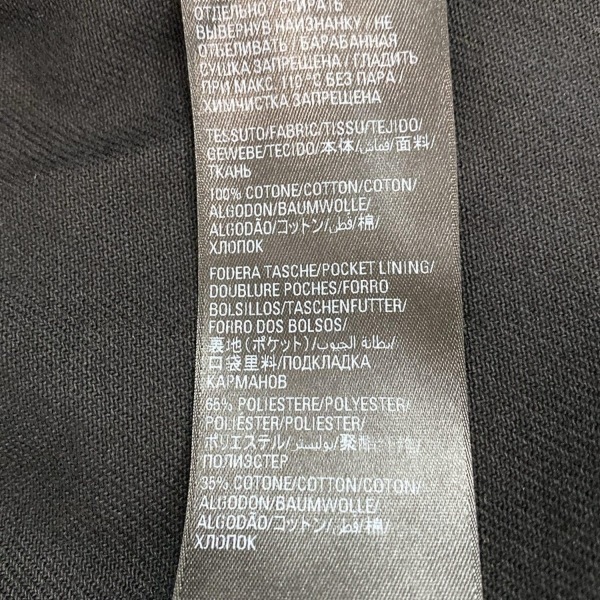 ОТДЕЛЬНО / СТИРАТЬ
ВЫВЕРНУВ НАИЗНАНКУ / НЕ
ОТБЕЛИВАТЬ / БАРАБАННАЯ
СУШКА ЗАПРЕЩЕНА / ГЛАДИТЬ
ПРИ МАКС. 110°C БЕЗ ПАРА /
ХИМЧИСТКА ЗАПРЕЩЕНА
TESSUTO/FABRIC/TISSU/TEJIDO/
GEWEBE/TECIDO/本体/قماش/面料/
ТКАНЬ
100% COTONE/COTTON/COTON/
ALGODON/BAUMWOLLE/
ALGODÃO/コットン/قطن/棉/
ХЛОПОК
FODERA TASCHE/POCKET LINING/
DOUBLURE POCHES/FORRO
BOLSILLOS/TASCHENFUTTER/
FORRO DOS BOLSOS/
裏地(ポケット)/بطانة الجيوب/
口袋里料/ПОДКЛАДКА
КАРМАНОВ
65% POLIESTERE/POLYESTER/
POLYESTER/POLIESTER/
ポリエステル/بوليستر/聚酯/
ПОЛИЭСТЕР
35% COTONE/COTTON/COTON/
ALGODON/BAUMWOLLE/
ALGODÃO/コットン/قطن/棉/
ХЛОПОК